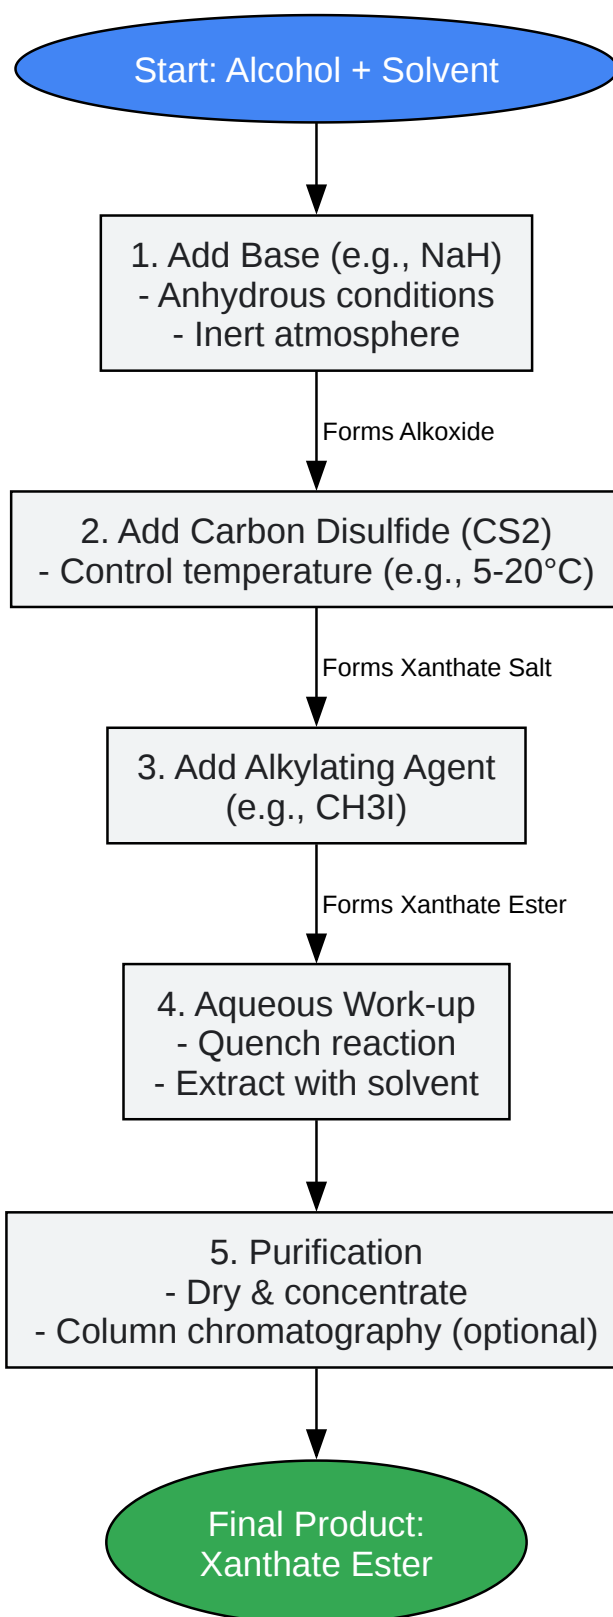 Start: Alcohol + Solvent
1. Add Base (e.g., NaH)
- Anhydrous conditions
- Inert atmosphere
Forms Alkoxide
2. Add Carbon Disulfide (CS2)
- Control temperature (e.g., 5-20°C)
Forms Xanthate Salt
3. Add Alkylating Agent
(e.g., CH3I)
Forms Xanthate Ester
4. Aqueous Work-up
- Quench reaction
- Extract with solvent
5. Purification
- Dry & concentrate
- Column chromatography (optional)
Final Product:
Xanthate Ester